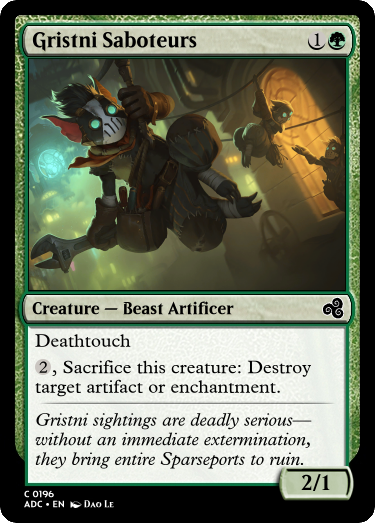 Gristni Saboteurs 1
Creature — Beast Artificer
Deathtouch
2, Sacrifice this creature: Destroy
target artifact or enchantment.
Gristni sightings are deadly serious—
without an immediate extermination,
they bring entire Sparseports to ruin.
2/1
C 0196
ADC • EN Dao Le